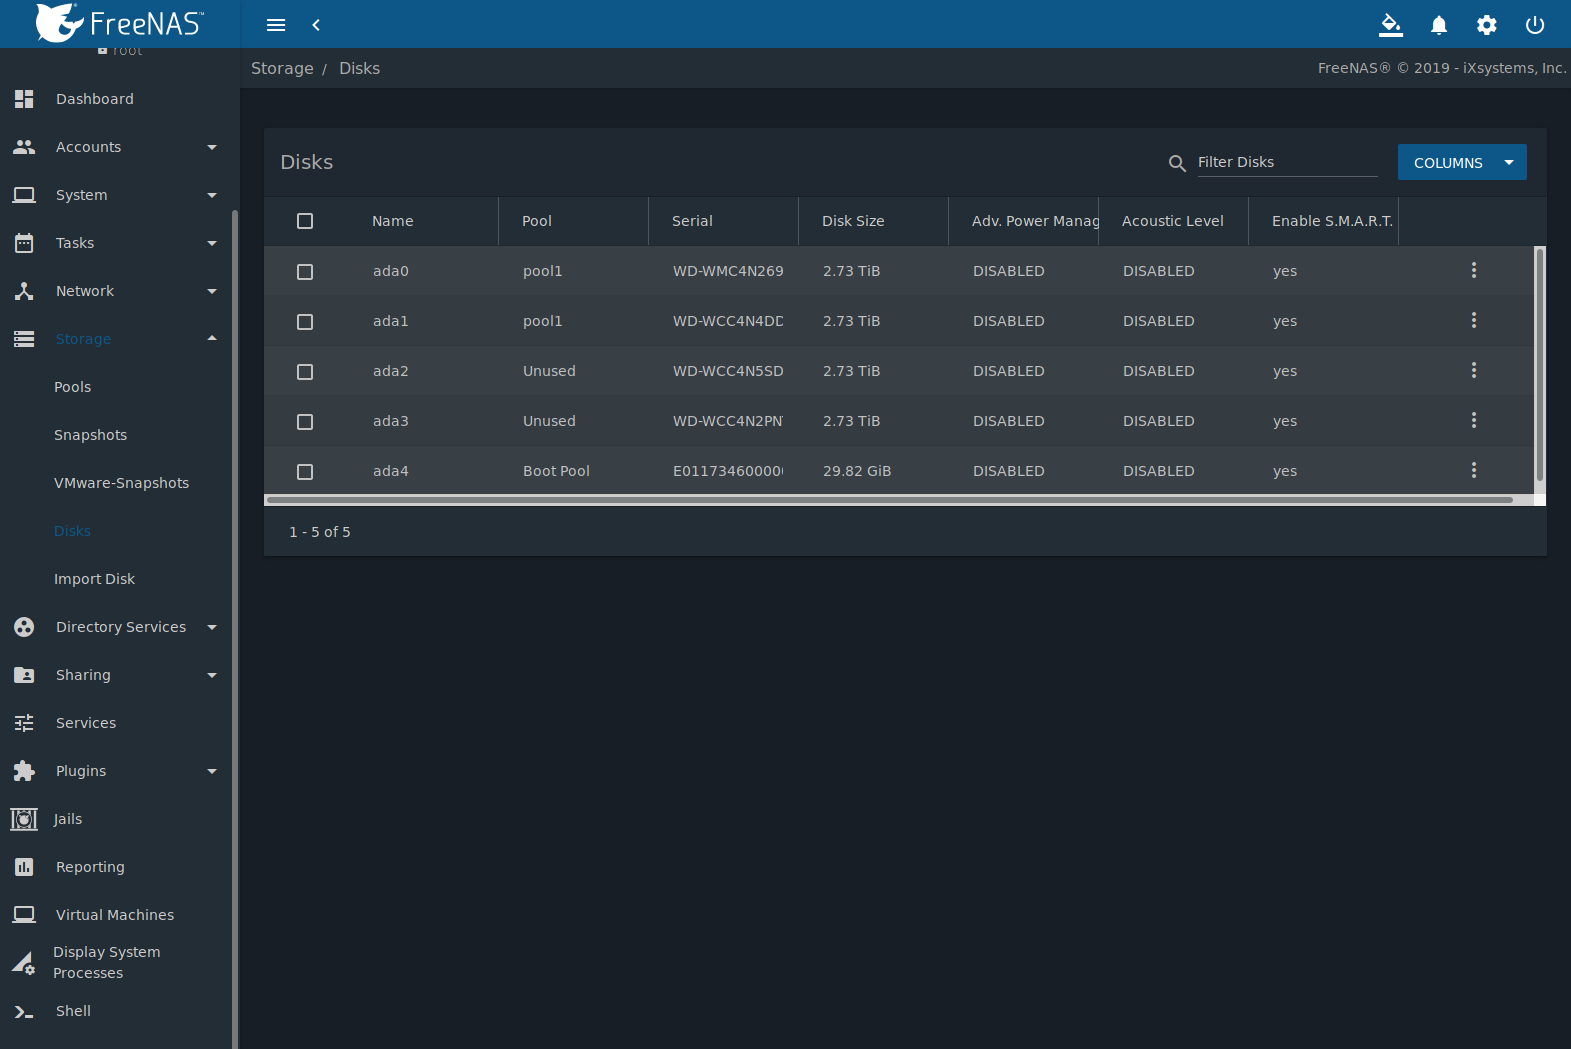 FreeNAS™
root
Storage / Disks
FreeNAS® © 2019 - iXsystems, Inc.
Dashboard
Accounts
System
Tasks
Network
Storage
Pools
Snapshots
VMware-Snapshots
Disks
Import Disk
Directory Services
Sharing
Services
Plugins
Jails
Reporting
Virtual Machines
Display System
Processes
Shell
Disks
Filter Disks
COLUMNS
Name Pool Serial Disk Size Adv. Power Manag Acoustic Level Enable S.M.A.R.T.
ada0 pool1 WD-WMC4N269 2.73 TiB DISABLED DISABLED yes
ada1 pool1 WD-WCC4N4DD 2.73 TiB DISABLED DISABLED yes
ada2 Unused WD-WCC4N5SD 2.73 TiB DISABLED DISABLED yes
ada3 Unused WD-WCC4N2PN 2.73 TiB DISABLED DISABLED yes
ada4 Boot Pool E011734600000 29.82 GiB DISABLED DISABLED yes
1 - 5 of 5